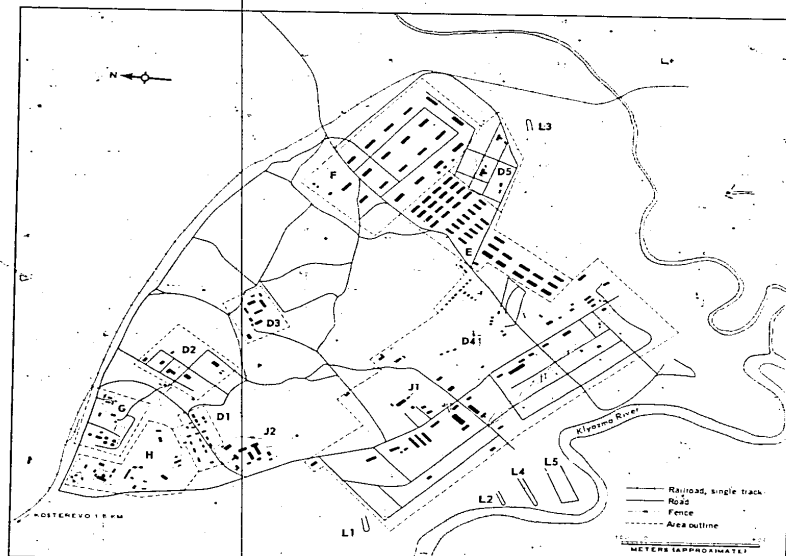 N
L3
A
F
A
D5
E
D3
D4
D2
J1
G
D1
J2
H
Klyazma River
L5
L4
L2
L1
KOSTEREVO 1.5 KM
Railroad, single track
Road
Fence
Area outline
METERS (APPROXIMATE)